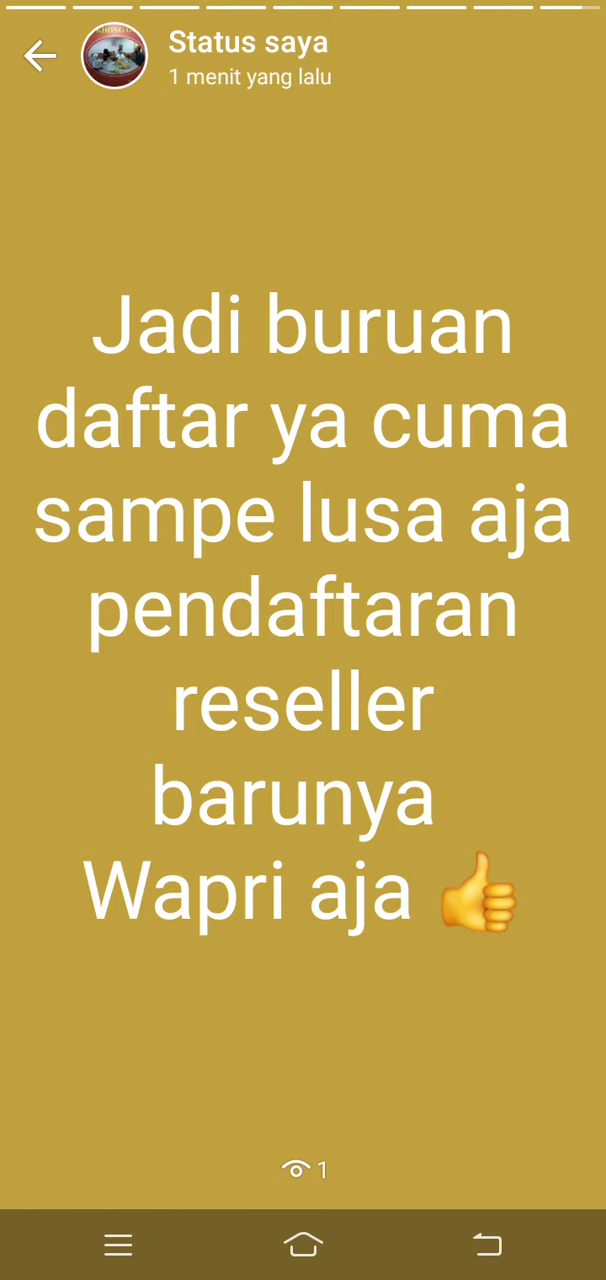 Status saya
1 menit yang lalu
Jadi buruan
daftar ya cuma
sampe lusa aja
pendaftaran
reseller
barunya
Wapri aja 👍
1